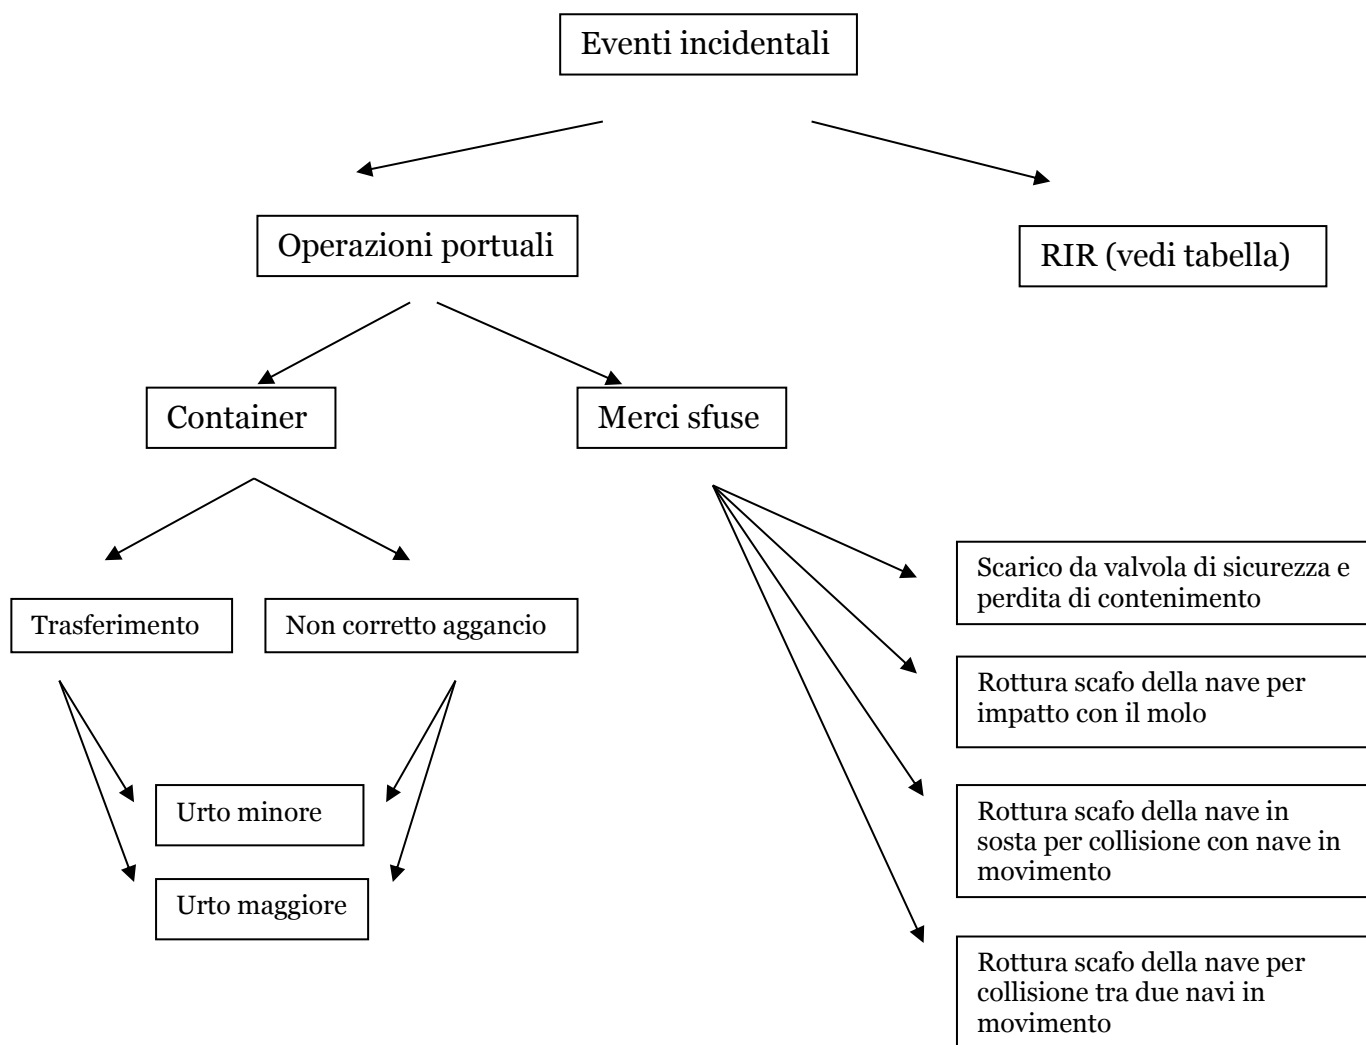 Eventi incidentali
Operazioni portuali
RIR (vedi tabella)
Container
Merci sfuse
Trasferimento
Non corretto aggancio
Urto minore
Urto maggiore
Scarico da valvola di sicurezza e
perdita di contenimento
Rottura scafo della nave per
impatto con il molo
Rottura scafo della nave in
sosta per collisione con nave in
movimento
Rottura scafo della nave per
collisione tra due navi in
movimento